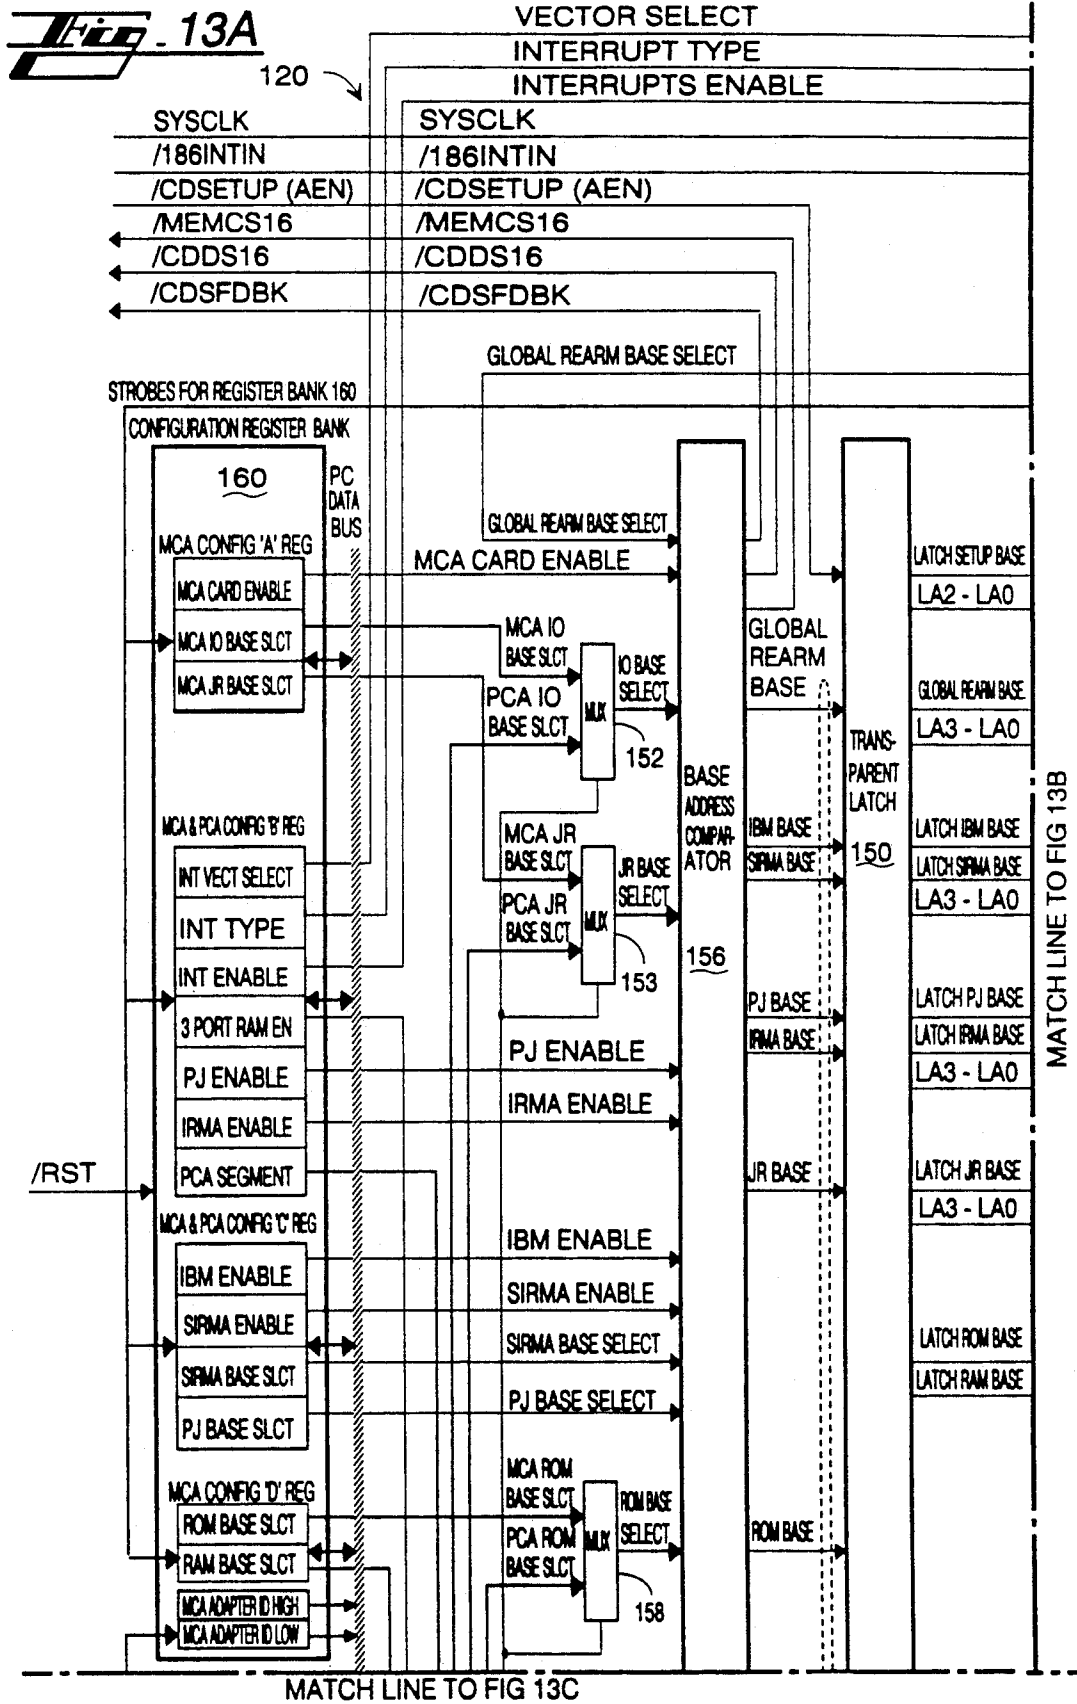 Fig. 13A
VECTOR SELECT
INTERRUPT TYPE
INTERRUPTS ENABLE
120
SYSCLK SYSCLK
/186INTIN /186INTIN
/CDSETUP (AEN) /CDSETUP (AEN)
/MEMCS16 /MEMCS16
/CDDS16 /CDDS16
/CDSFDBK /CDSFDBK
GLOBAL REARM BASE SELECT
STROBES FOR REGISTER BANK 160
CONFIGURATION REGISTER BANK
160
PC
DATA
BUS
MCA CONFIG 'A' REG
MCA CARD ENABLE
MCA IO BASE SLCT
MCA JR BASE SLCT
MCA & PCA CONFIG 'B' REG
INT VECT SELECT
INT TYPE
INT ENABLE
3 PORT RAM EN
PJ ENABLE
IRMA ENABLE
PCA SEGMENT
/RST
MCA & PCA CONFIG 'C' REG
IBM ENABLE
SIRMA ENABLE
SIRMA BASE SLCT
PJ BASE SLCT
MCA CONFIG 'D' REG
ROM BASE SLCT
RAM BASE SLCT
MCA ADAPTER ID HIGH
MCA ADAPTER ID LOW
GLOBAL REARM BASE SELECT
MCA CARD ENABLE
MCA IO
BASE SLCT
PCA IO
BASE SLCT
MUX
IO BASE
SELECT
152
MCA JR
BASE SLCT
PCA JR
BASE SLCT
MUX
JR BASE
SELECT
153
PJ ENABLE
IRMA ENABLE
IBM ENABLE
SIRMA ENABLE
SIRMA BASE SELECT
PJ BASE SELECT
MCA ROM
BASE SLCT
PCA ROM
BASE SLCT
MUX
ROM BASE
SELECT
158
BASE
ADDRESS
COMPAR-
ATOR
156
GLOBAL
REARM
BASE
IBM BASE
SIRMA BASE
PJ BASE
IRMA BASE
JR BASE
ROM BASE
TRANS-
PARENT
LATCH
150
LATCH SETUP BASE
LA2 - LA0
GLOBAL REARM BASE
LA3 - LA0
LATCH IBM BASE
LATCH SIRMA BASE
LA3 - LA0
LATCH PJ BASE
LATCH IRMA BASE
LA3 - LA0
LATCH JR BASE
LA3 - LA0
LATCH ROM BASE
LATCH RAM BASE
MATCH LINE TO FIG 13B
MATCH LINE TO FIG 13C